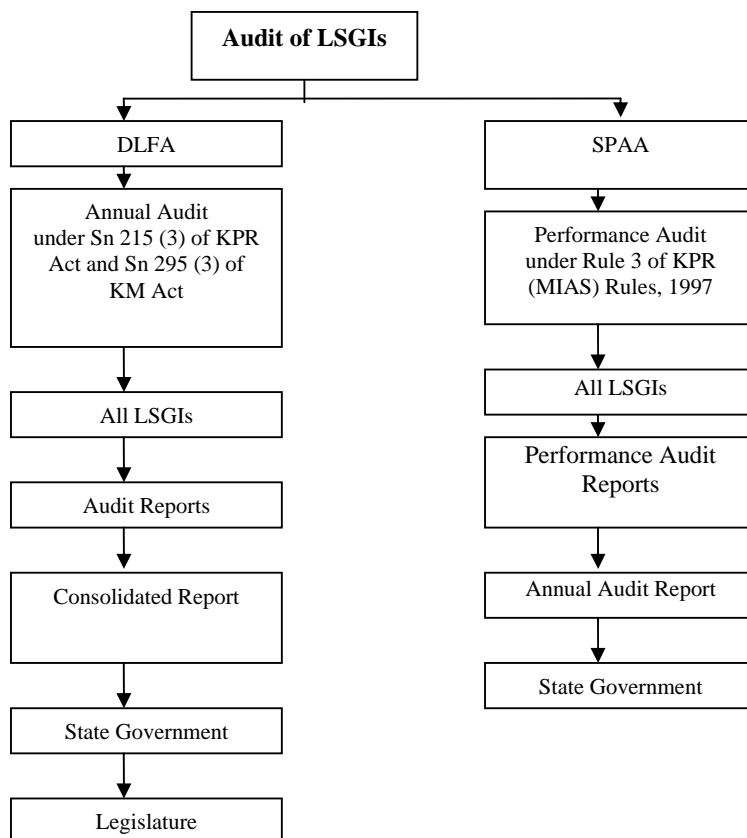 Audit of LSGIs
DLFA
Annual Audit
under Sn 215 (3) of KPR
Act and Sn 295 (3) of
KM Act
All LSGIs
Audit Reports
Consolidated Report
State Government
Legislature
SPAA
Performance Audit
under Rule 3 of KPR
(MIAS) Rules, 1997
All LSGIs
Performance Audit
Reports
Annual Audit Report
State Government